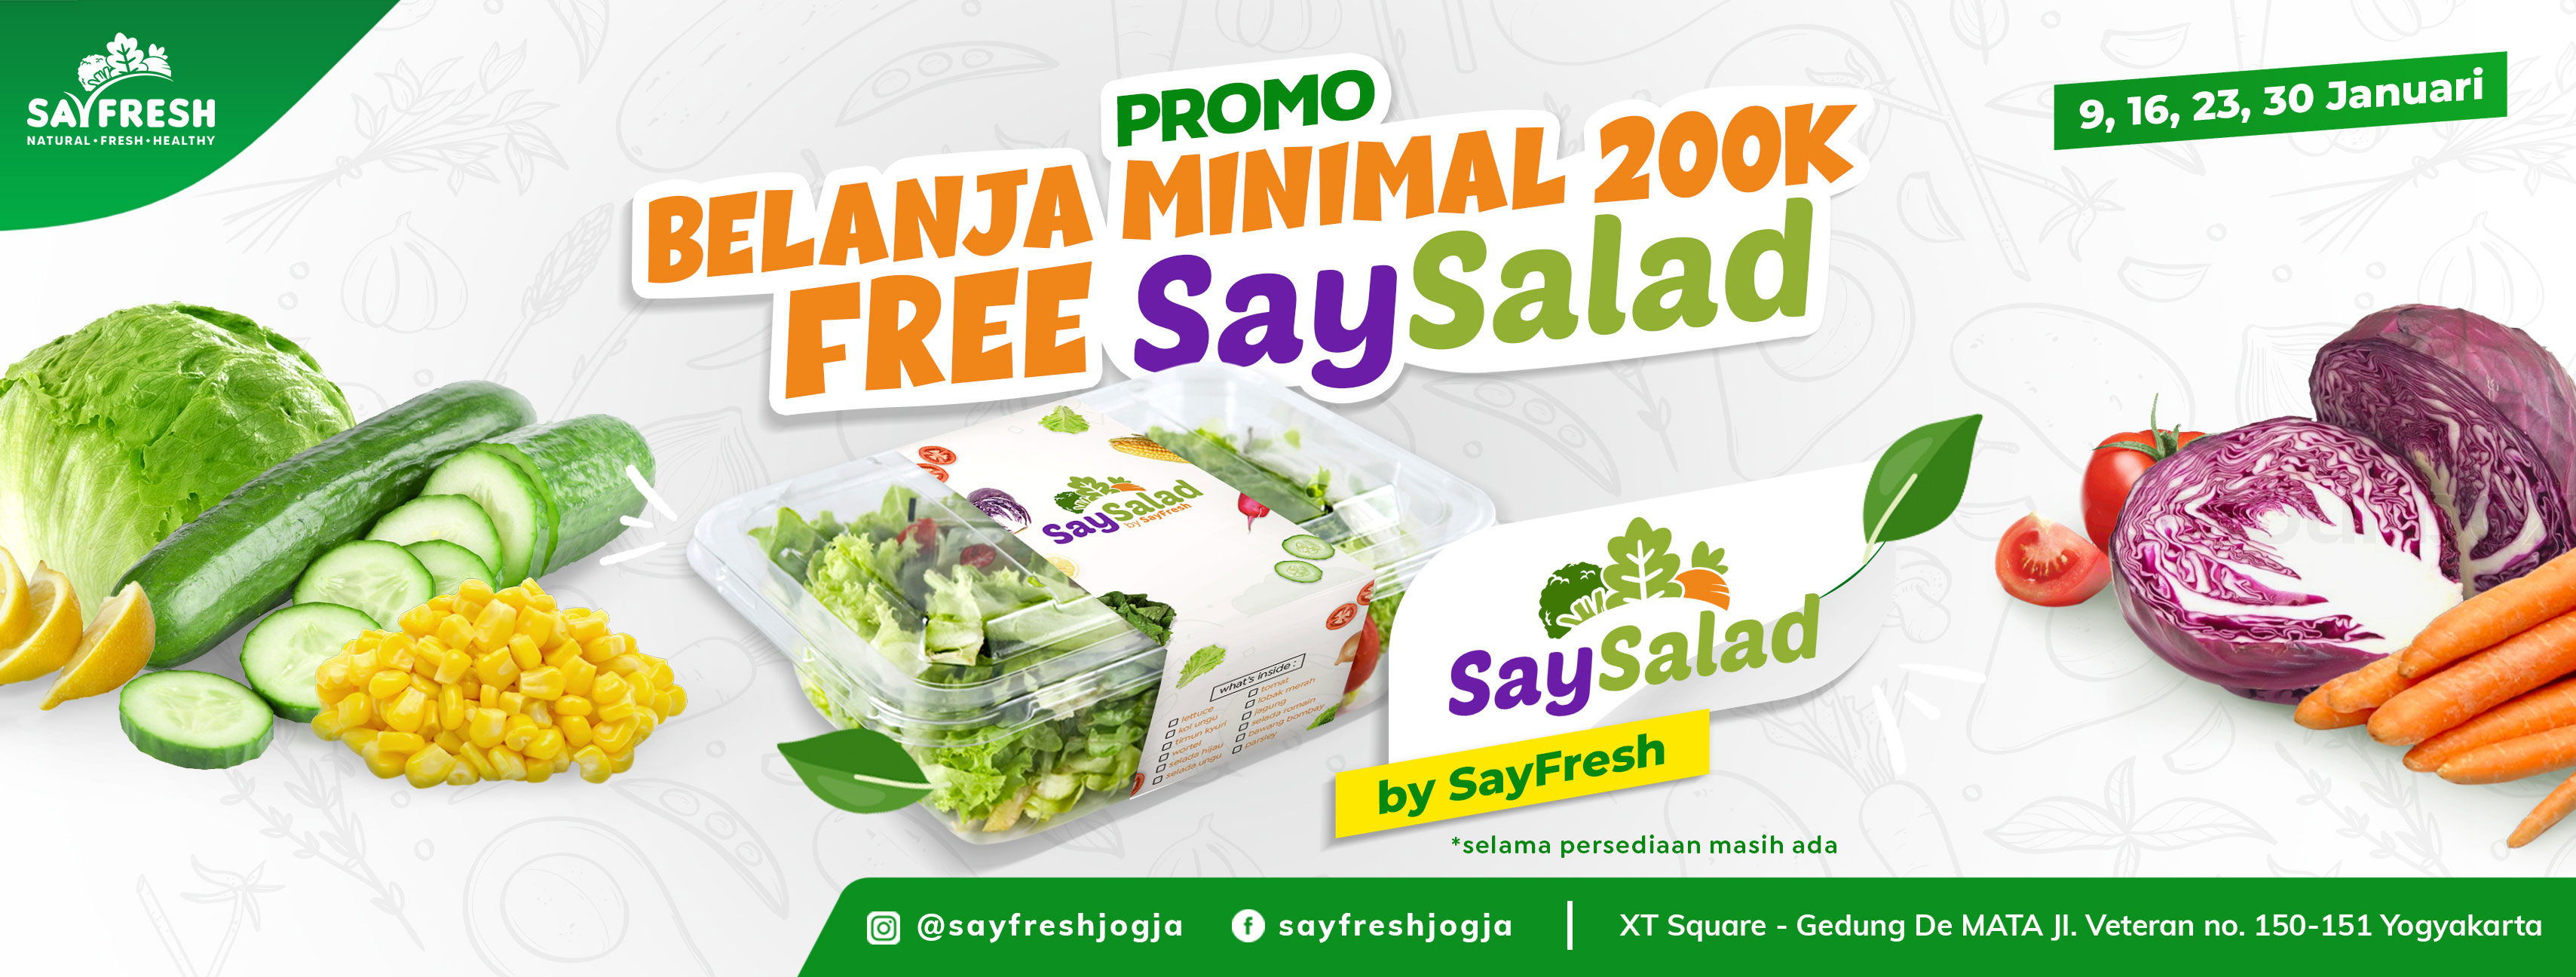 SAYFRESH
NATURAL • FRESH • HEALTHY
PROMO
BELANJA MINIMAL 200K
FREE SaySalad
9, 16, 23, 30 Januari
SaySalad
by SayFresh
what's inside :
lettuce
kol ungu
timun kyuri
wortel
selada hijau
selada ungu
tomat
lobak merah
jagung
selada romain
bawang bombay
parsley
SaySalad
by SayFresh
*selama persediaan masih ada
@sayfreshjogja
sayfreshjogja
XT Square - Gedung De MATA Jl. Veteran no. 150-151 Yogyakarta